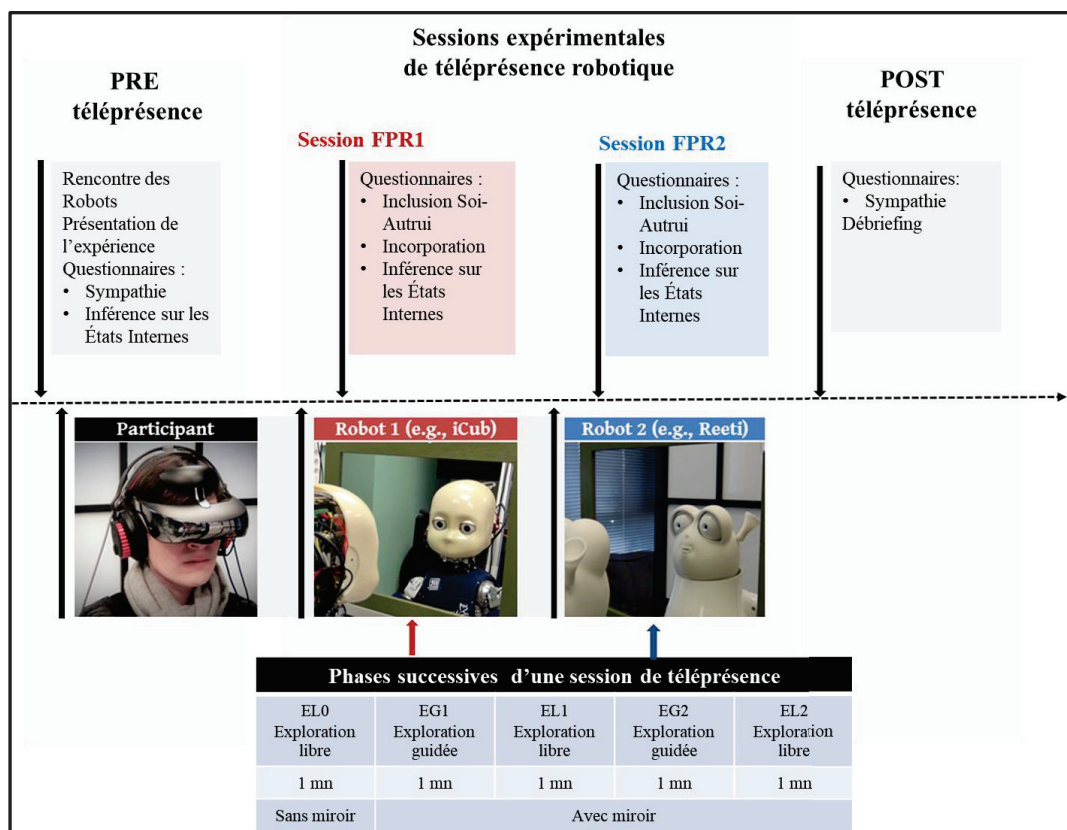 Sessions expérimentales
de téléprésence robotique
PRE
téléprésence
POST
téléprésence
Session FPR1
Session FPR2
Rencontre des
Robots
Présentation de
l'expérience
Questionnaires :
• Sympathie
• Inférence sur les
États Internes
Questionnaires :
• Inclusion Soi-
Autrui
• Incorporation
• Inférence sur
les États
Internes
Questionnaires :
• Inclusion Soi-
Autrui
• Incorporation
• Inférence sur
les États
Internes
Questionnaires:
• Sympathie
Débriefing
Participant
Robot 1 (e.g., iCub)
Robot 2 (e.g., Reeti)
Phases successives d'une session de téléprésence
EL0
Exploration
libre
EG1
Exploration
guidée
EL1
Exploration
libre
EG2
Exploration
guidée
EL2
Exploration
libre
1 mn
1 mn
1 mn
1 mn
1 mn
Sans miroir
Avec miroir